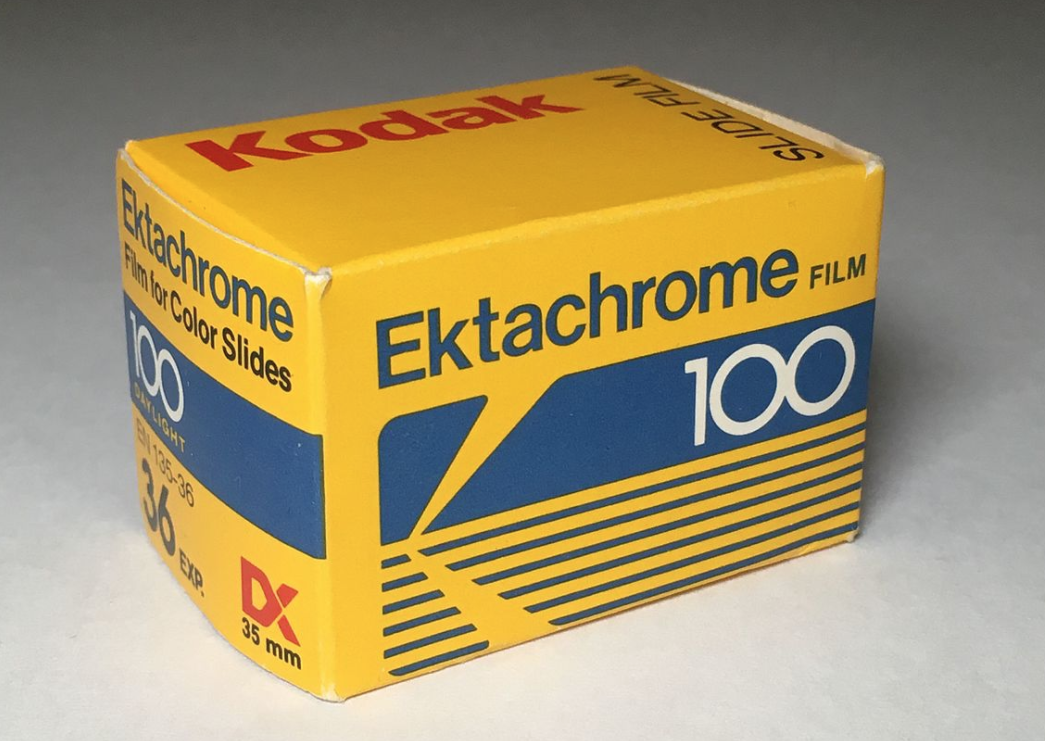 Kodak
SLIDE FILM
Ektachrome
Film for Color Slides
100
DAYLIGHT
EN 135-36
36 EXP.
DX
35 mm
Ektachrome FILM
100